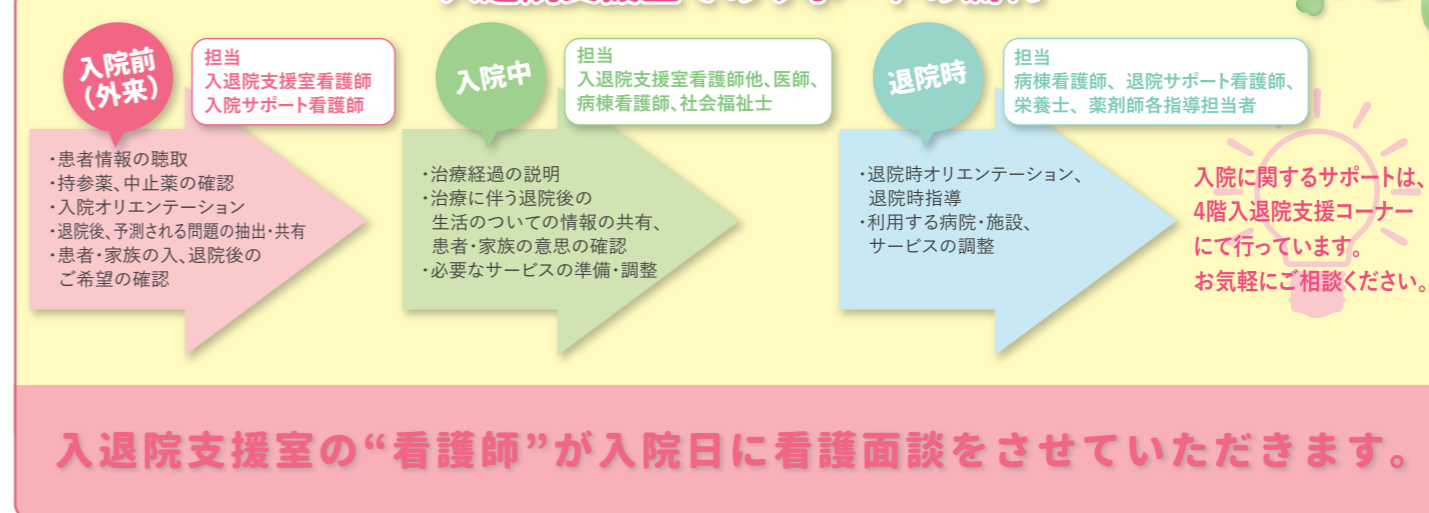 入院前
(外来)
担当
入退院支援室看護師
入院サポート看護師
・患者情報の聴取
・持参薬、中止薬の確認
・入院オリエンテーション
・退院後、予測される問題の抽出・共有
・患者・家族の入、退院後の
ご希望の確認
入院中
担当
入退院支援室看護師他、医師、
病棟看護師、社会福祉士
・治療経過の説明
・治療に伴う退院後の
生活のついての情報の共有、
患者・家族の意思の確認
・必要なサービスの準備・調整
退院時
担当
病棟看護師、退院サポート看護師、
栄養士、薬剤師各指導担当者
・退院時オリエンテーション、
退院時指導
・利用する病院・施設、
サービスの調整
入院に関するサポートは、
4階入退院支援コーナー
にて行っています。
お気軽にご相談ください。
入退院支援室の“看護師”が入院日に看護面談をさせていただきます。